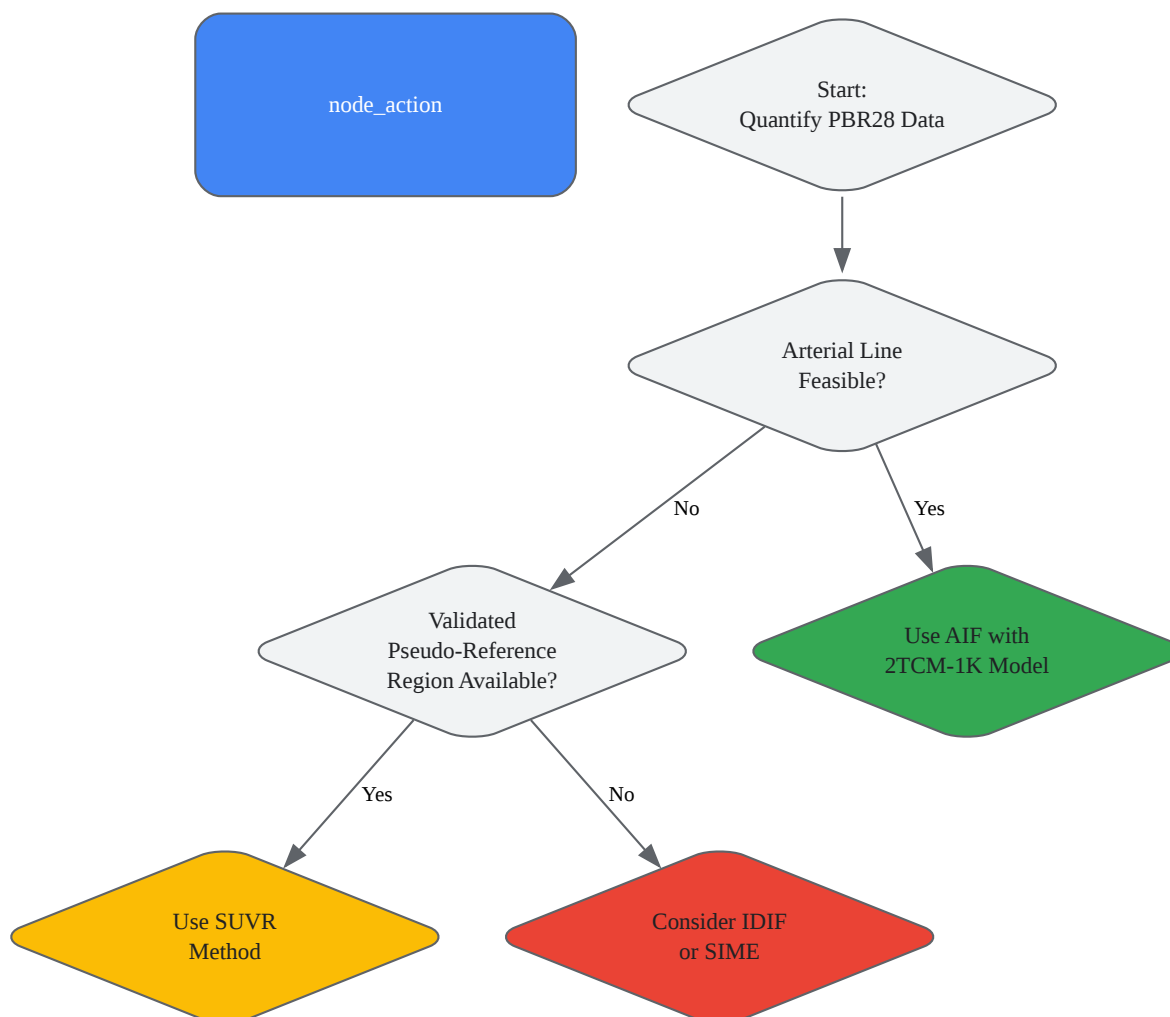 node_action
Start:
Quantify PBR28 Data
Arterial Line
Feasible?
No
Yes
Validated
Pseudo-Reference
Region Available?
Use AIF with
2TCM-1K Model
Yes
No
Use SUVR
Method
Consider IDIF
or SIME